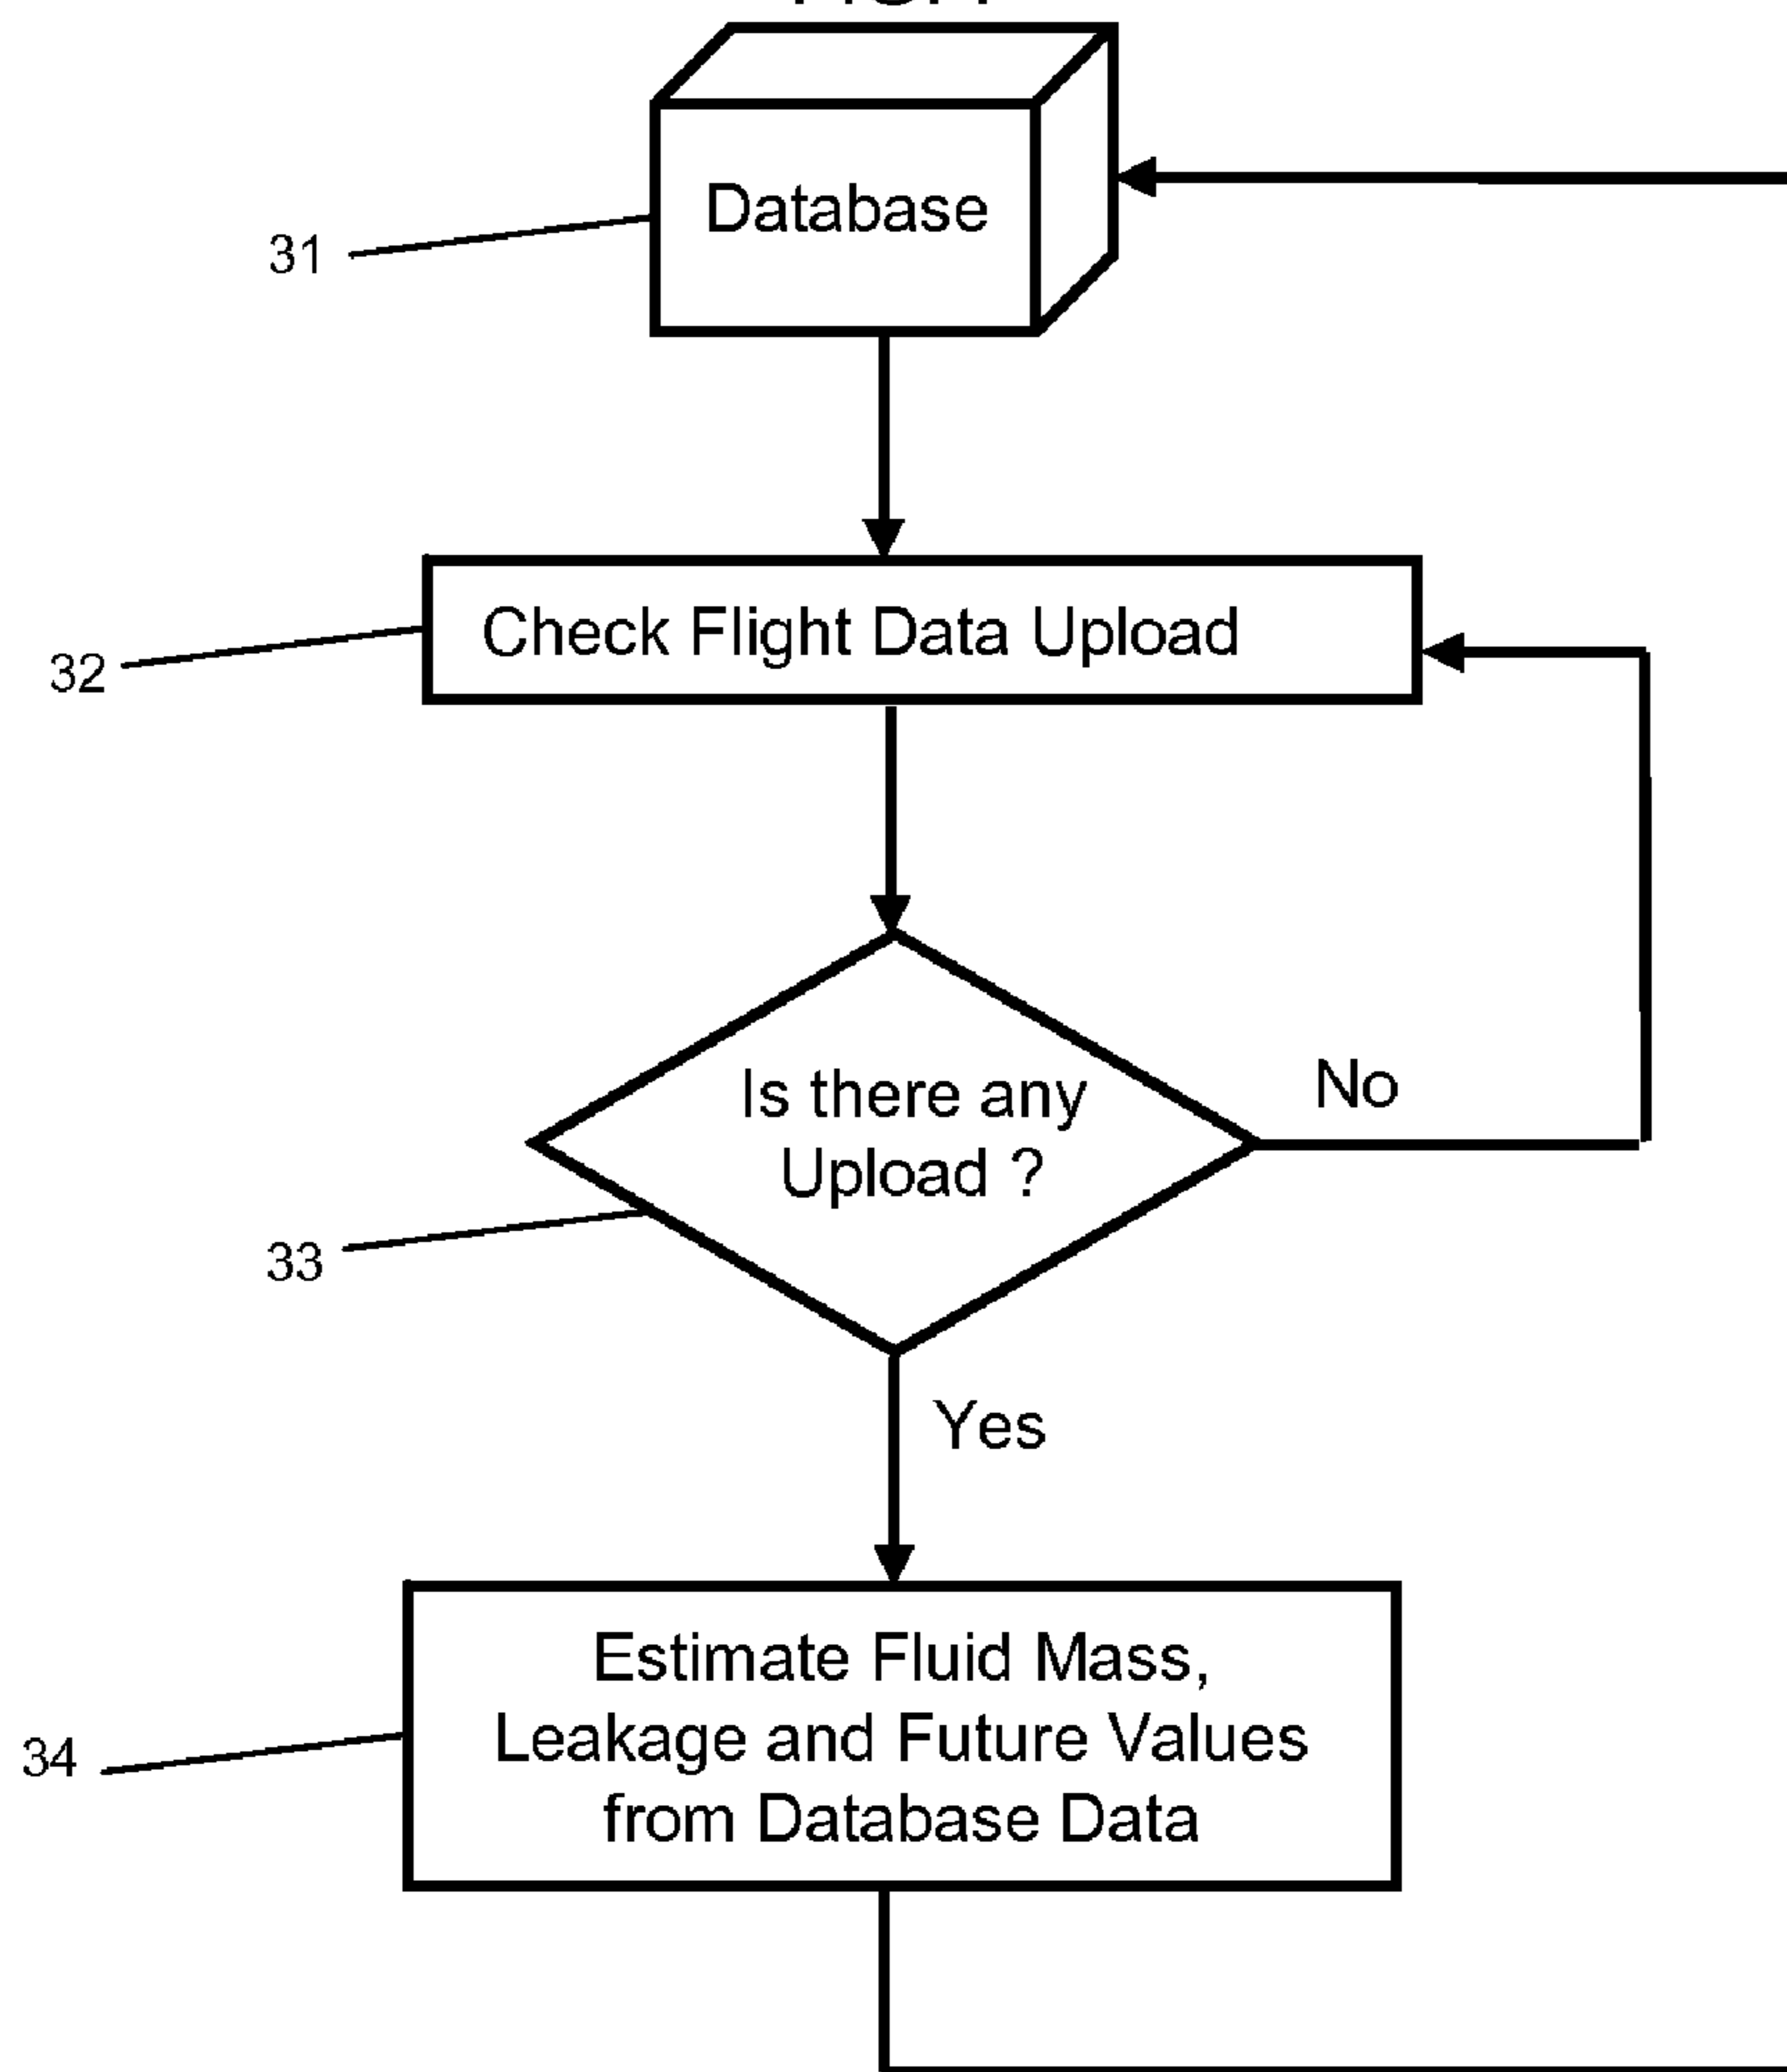 Database
31
Check Flight Data Upload
32
Is there any
Upload ?
No
33
Yes
Estimate Fluid Mass,
Leakage and Future Values
from Database Data
34